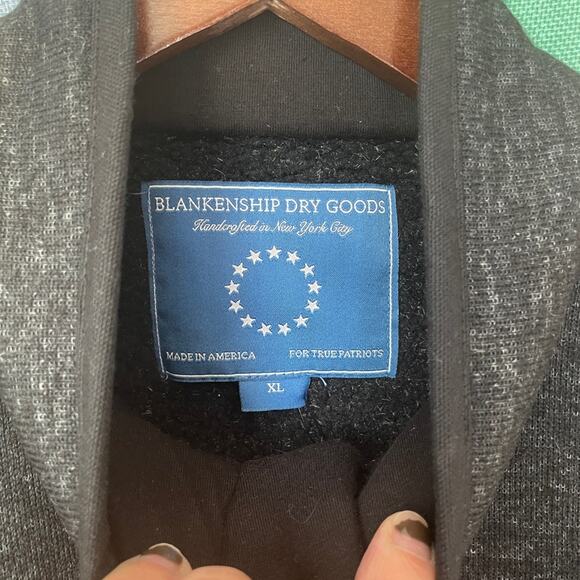 BLANKENSHIP DRY GOODS
Handcrafted in New York City
MADE IN AMERICA FOR TRUE PATRIOTS
XL